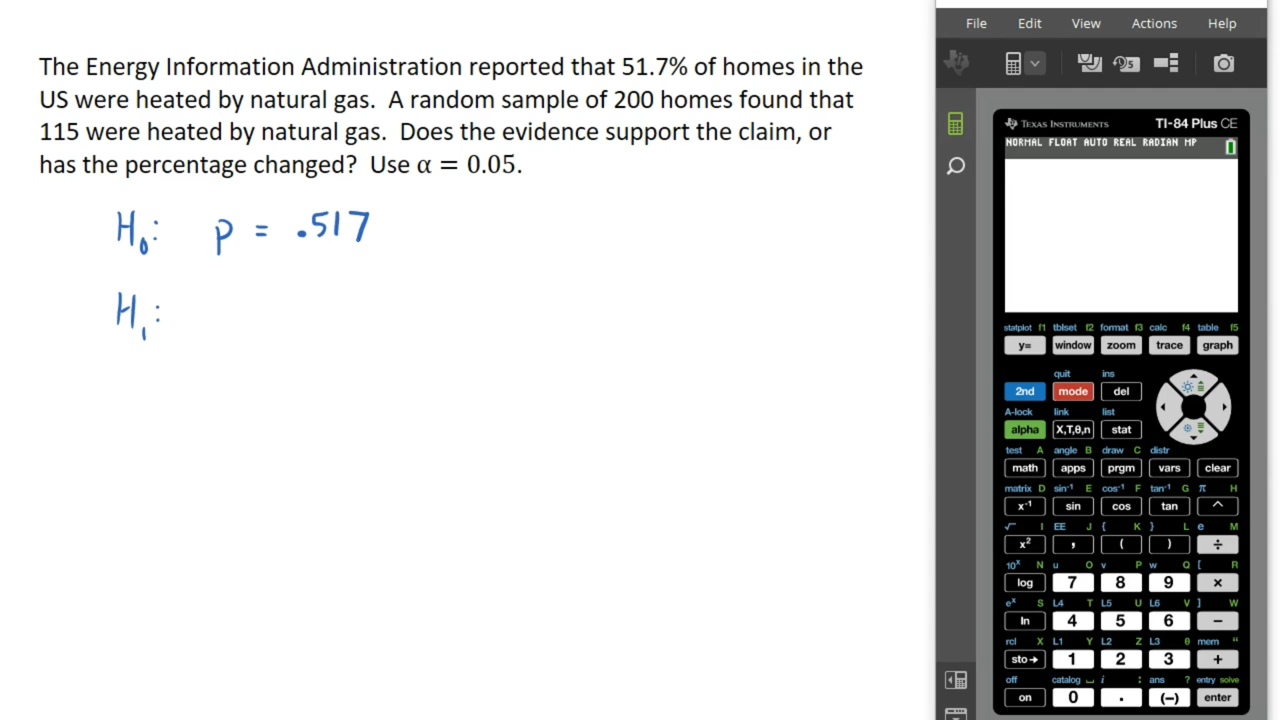 The Energy Information Administration reported that 51.7% of homes in the
US were heated by natural gas. A random sample of 200 homes found that
115 were heated by natural gas. Does the evidence support the claim, or
has the percentage changed? Use α = 0.05.
H₀: p = .517
H₁:
File Edit View Actions Help
TEXAS INSTRUMENTS TI-84 Plus CE
NORMAL FLOAT AUTO REAL RADIAN MP
statplot f1 tblset f2 format f3 calc f4 table f5
y= window zoom trace graph
quit ins
2nd mode del
A-lock link list
alpha X,T,θ,n stat
test A angle B draw C distr
math apps prgm vars clear
matrix D sin⁻¹ E cos⁻¹ F tan⁻¹ G π H
x⁻¹ sin cos tan ^
√ I EE J { K } L e M
x² , ( ) ÷
10ˣ N u O v P w Q [ R
log 7 8 9 ×
eˣ S L4 T L5 U L6 V ] W
ln 4 5 6 −
rcl X L1 Y L2 Z L3 θ mem "
sto→ 1 2 3 +
off catalog ⎵ i : ans ? entry solve
on 0 . (−) enter